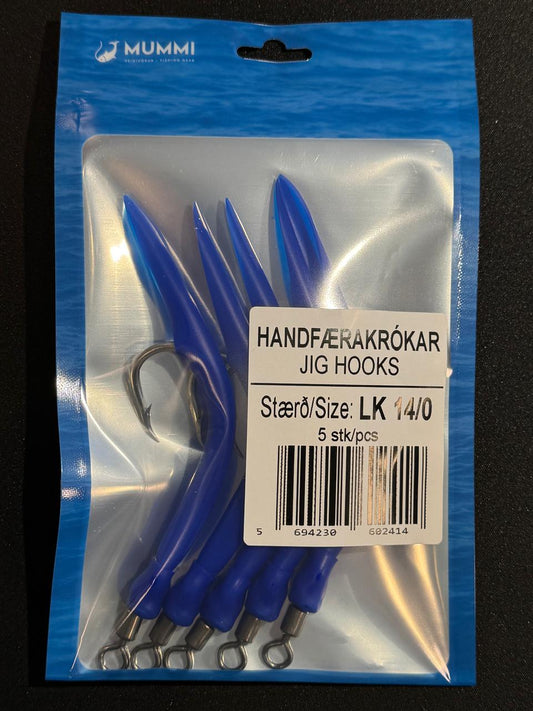 MUMMI
VEIÐIVÖRUR - FISHING GEAR
HANDFÆRAKRÓKAR
JIG HOOKS
Stærð/Size: LK 14/0
5 stk/pcs
5 694230 602414